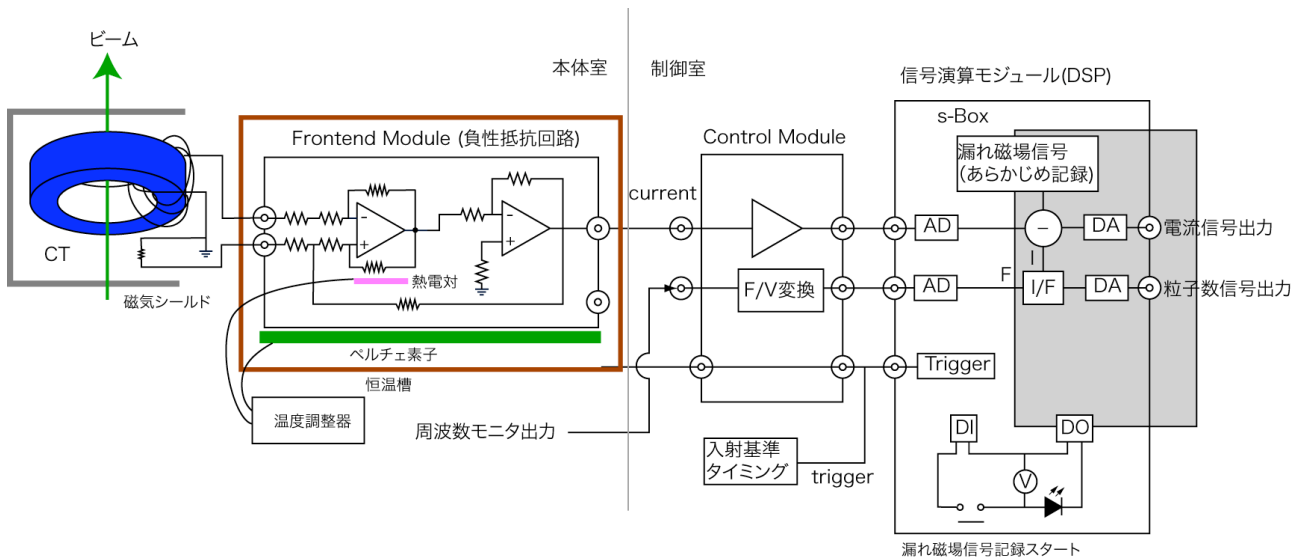 ビーム
本体室
制御室
信号演算モジュール(DSP)
s-Box
Frontend Module (負性抵抗回路)
Control Module
漏れ磁場信号
(あらかじめ記録)
current
-
+
-
+
AD
−
DA
電流信号出力
CT
I
F
熱電対
F/V変換
AD
I/F
DA
粒子数信号出力
磁気シールド
ペルチェ素子
恒温槽
Trigger
温度調整器
周波数モニタ出力
入射基準
タイミング
trigger
DI
DO
V
漏れ磁場信号記録スタート